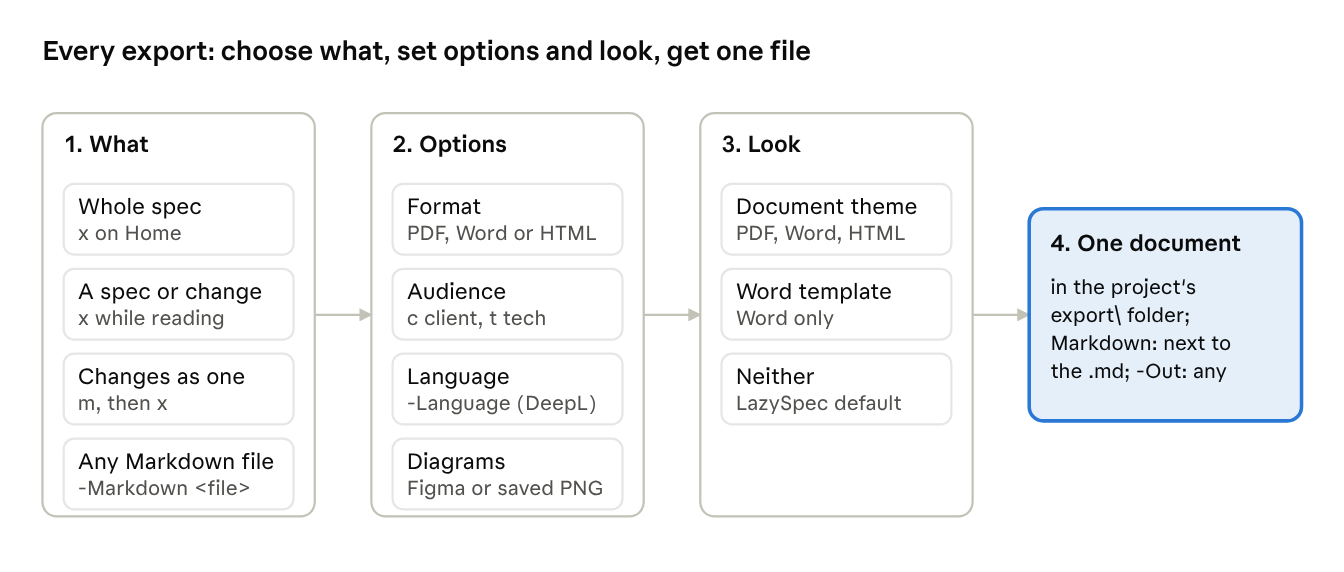 Every export: choose what, set options and look, get one file
1. What
Whole spec
x on Home
A spec or change
x while reading
Changes as one
m, then x
Any Markdown file
-Markdown <file>
2. Options
Format
PDF, Word or HTML
Audience
c client, t tech
Language
-Language (DeepL)
Diagrams
Figma or saved PNG
3. Look
Document theme
PDF, Word, HTML
Word template
Word only
Neither
LazySpec default
4. One document
in the project's
export\ folder;
Markdown: next to
the .md; -Out: any